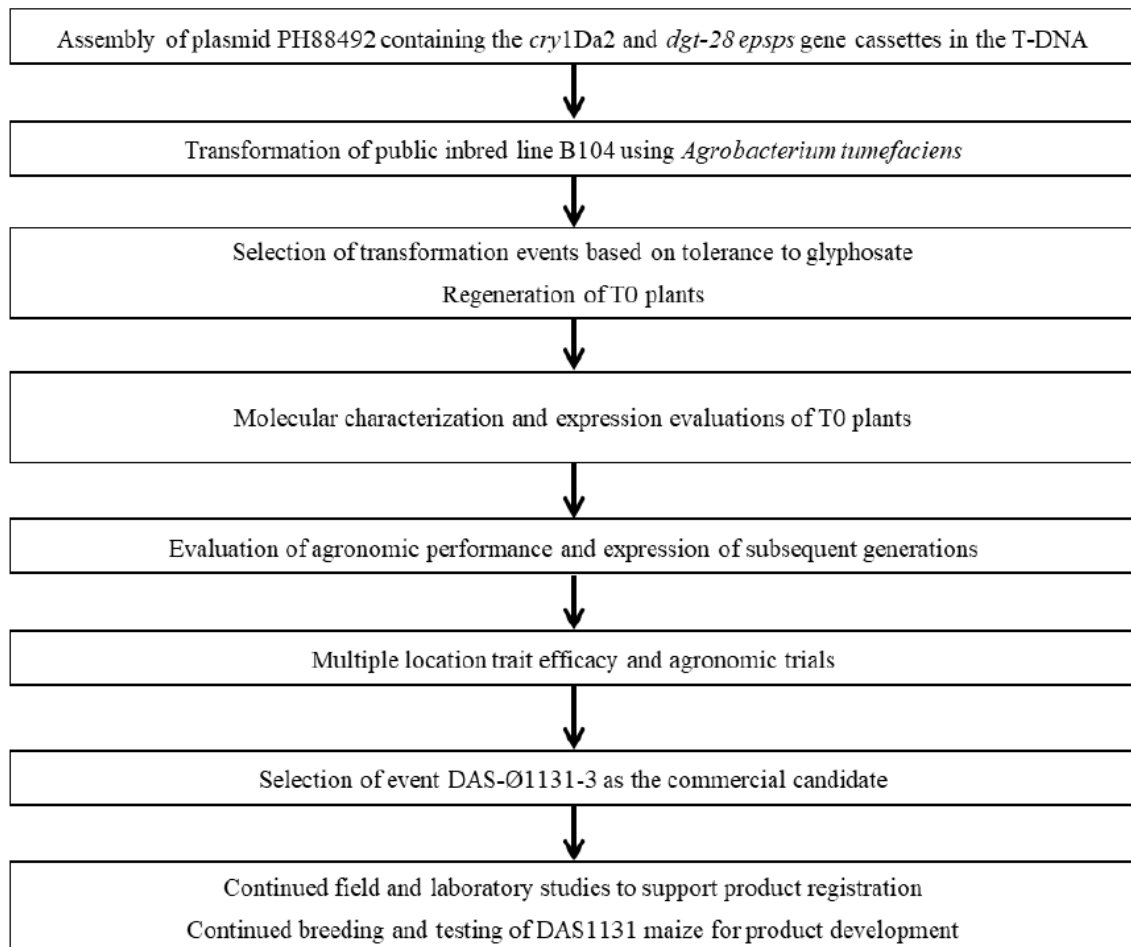 Assembly of plasmid PH88492 containing the cry1Da2 and dgt-28 epsps gene cassettes in the T-DNA
Transformation of public inbred line B104 using Agrobacterium tumefaciens
Selection of transformation events based on tolerance to glyphosate
Regeneration of T0 plants
Molecular characterization and expression evaluations of T0 plants
Evaluation of agronomic performance and expression of subsequent generations
Multiple location trait efficacy and agronomic trials
Selection of event DAS-Ø1131-3 as the commercial candidate
Continued field and laboratory studies to support product registration
Continued breeding and testing of DAS1131 maize for product development